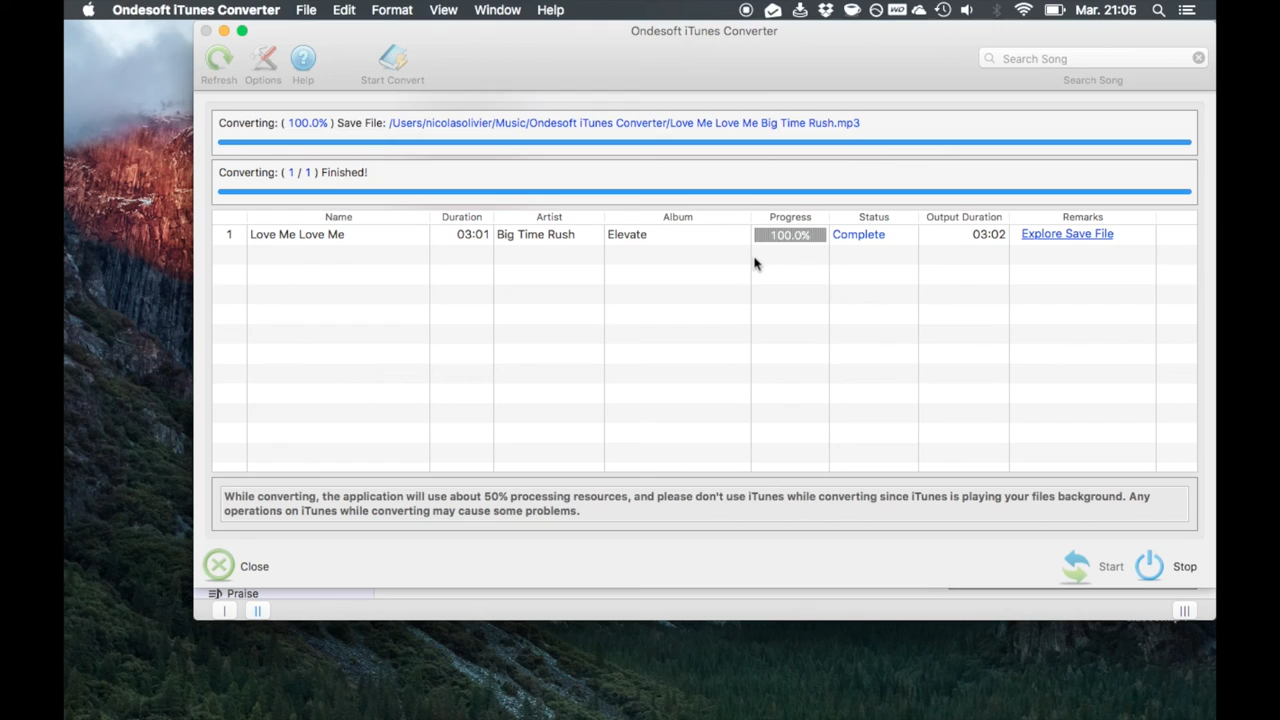 Ondesoft iTunes Converter File Edit Format View Window Help WD Mar. 21:05
Ondesoft iTunes Converter
Refresh Options Help Start Convert
Search Song
Search Song
Converting: ( 100.0% ) Save File: /Users/nicolasolivier/Music/Ondesoft iTunes Converter/Love Me Love Me Big Time Rush.mp3
Converting: ( 1 / 1 ) Finished!
Name Duration Artist Album Progress Status Output Duration Remarks
1 Love Me Love Me 03:01 Big Time Rush Elevate 100.0% Complete 03:02 Explore Save File
While converting, the application will use about 50% processing resources, and please don't use iTunes while converting since iTunes is playing your files background. Any
operations on iTunes while converting may cause some problems.
Close Start Stop
Praise